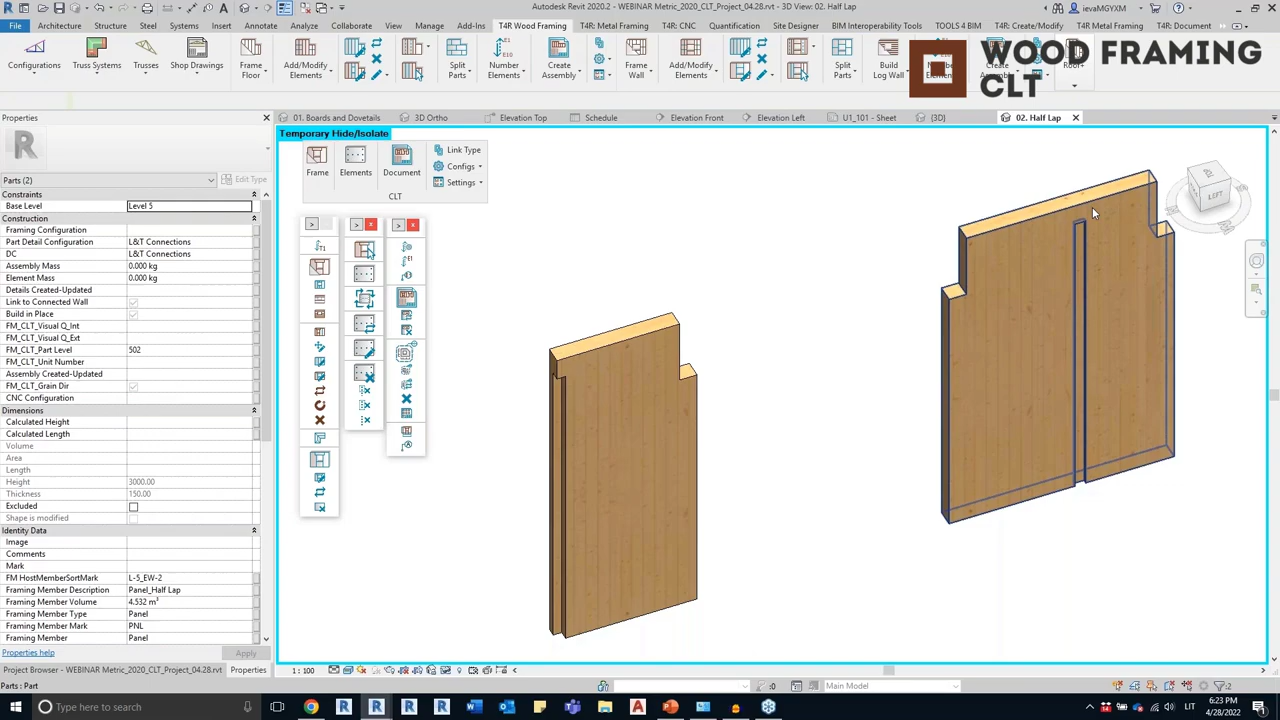 Autodesk Revit 2020.2 - WEBINAR Metric_2020_CLT_Project_04.28.rvt - 3D View: 02. Half Lap
ievaMGYXM
File
Architecture
Structure
Steel
Systems
Insert
Annotate
Analyze
Collaborate
View
Manage
Add-Ins
T4R Wood Framing
T4R: Metal Framing
T4R: CNC
Quantification
Site Designer
BIM Interoperability Tools
TOOLS 4 BIM
T4R: Create/Modify
T4R Metal Framing
T4R: Document
Configurations
Truss Systems
Trusses
Shop Drawings
Frame
Floor
Add/Modify
Elements
Split
Parts
Number
Elements
Create
Assembly
Frame
Wall
Add/Modify
Elements
Split
Parts
Build
Log Wall
WOOD FRAMING
CLT
Properties
01. Boards and Dovetails
3D Ortho
Elevation Top
Schedule
Elevation Front
Elevation Left
U1_101 - Sheet
{3D}
02. Half Lap
Temporary Hide/Isolate
Frame
Elements
Document
Link Type
Configs
Settings
CLT
LEFT
Parts (2)
Edit Type
Constraints
Base Level Level 5
Construction
Framing Configuration
Part Detail Configuration L&T Connections
DC L&T Connections
Assembly Mass 0.000 kg
Element Mass 0.000 kg
Details Created-Updated
Link to Connected Wall
Build in Place
FM_CLT_Visual Q_Int
FM_CLT_Visual Q_Ext
FM_CLT_Part Level 502
FM_CLT_Unit Number
Assembly Created-Updated
FM_CLT_Grain Dir
CNC Configuration
Dimensions
Calculated Height
Calculated Length
Volume
Area
Length
Height 3000.00
Thickness 150.00
Excluded
Shape is modified
Identity Data
Image
Comments
Mark
FM HostMemberSortMark L-5_EW-2
Framing Member Description Panel_Half Lap
Framing Member Volume 4.532 m³
Framing Member Type Panel
Framing Member Mark PNL
Framing Member Panel
Properties help
Apply
Project Browser - WEBINAR Metric_2020_CLT_Project_04.28.rvt
Properties
1 : 100
Parts : Part
:0
Main Model
:2
Type here to search
LIT
6:23 PM
4/28/2022